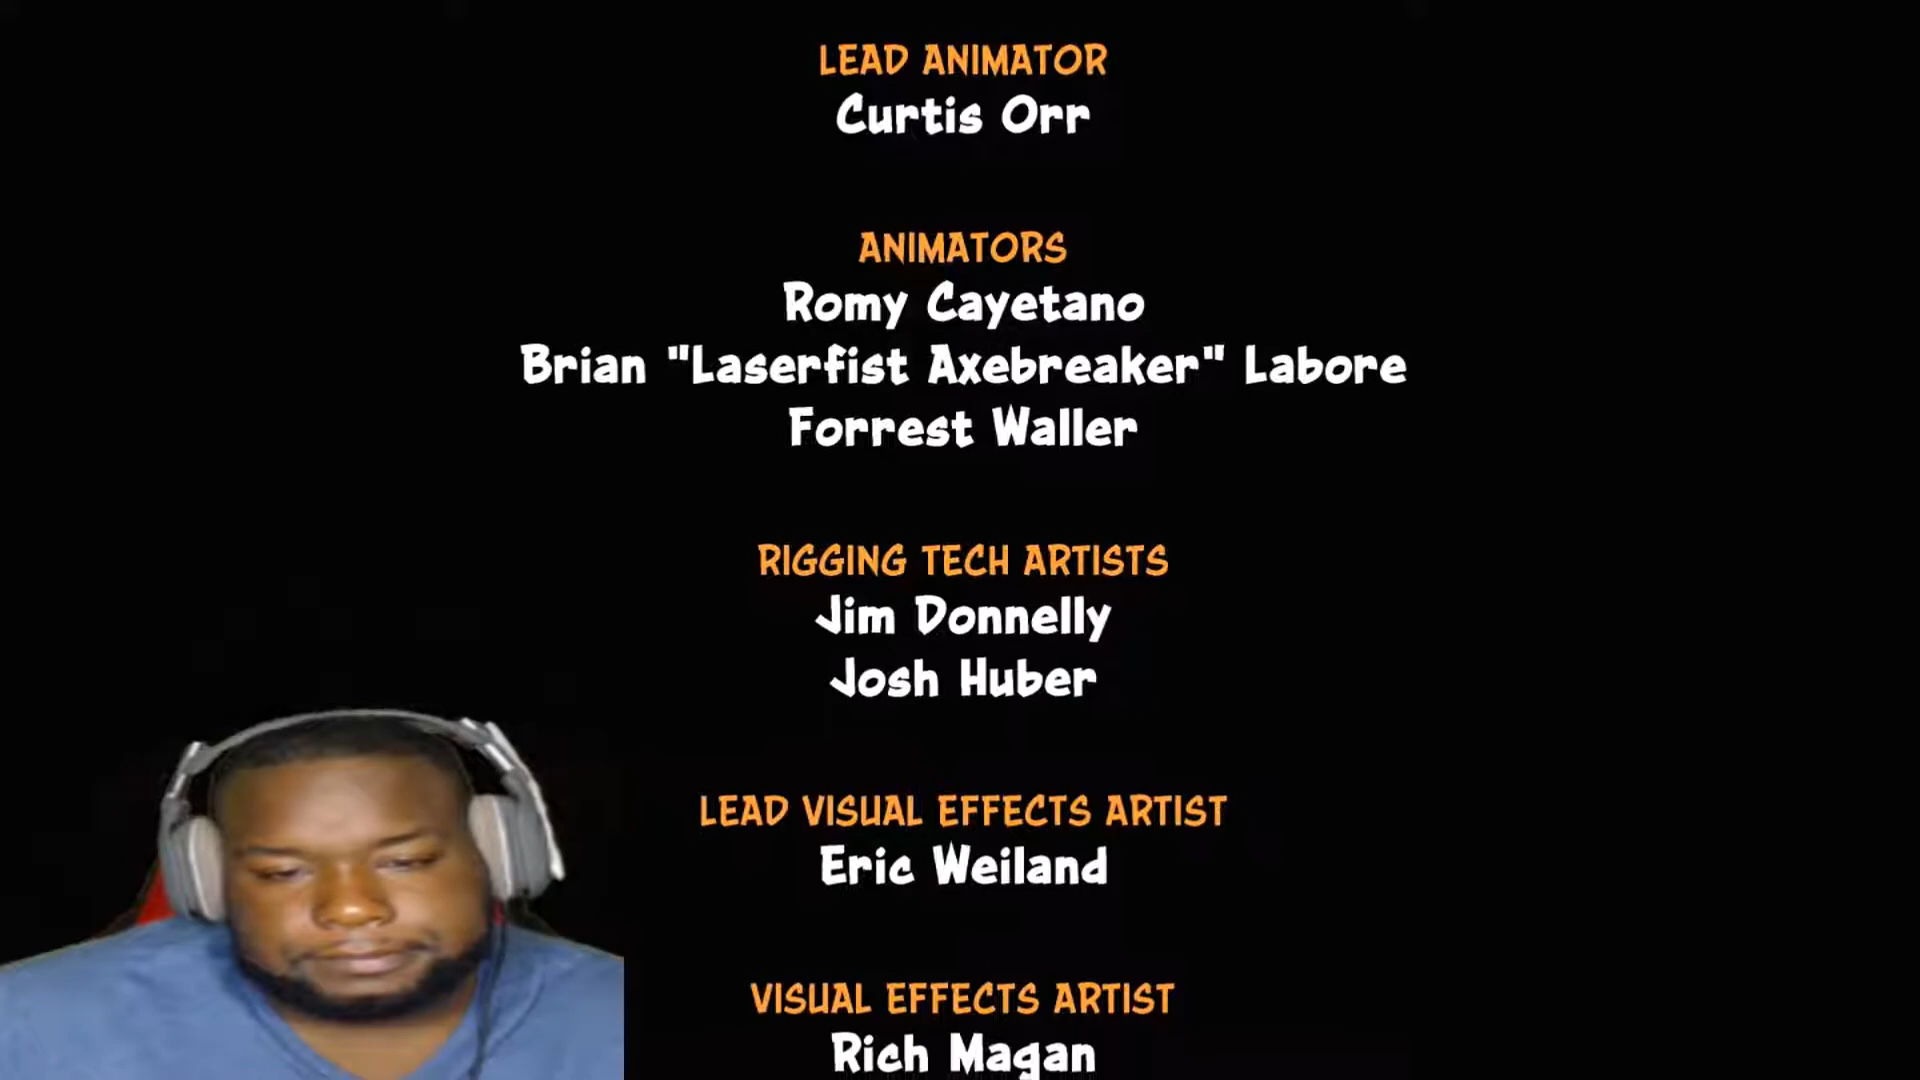 LEAD ANIMATOR
Curtis Orr
ANIMATORS
Romy Cayetano
Brian "Laserfist Axebreaker" Labore
Forrest Waller
RIGGING TECH ARTISTS
Jim Donnelly
Josh Huber
LEAD VISUAL EFFECTS ARTIST
Eric Weiland
VISUAL EFFECTS ARTIST
Rich Magan